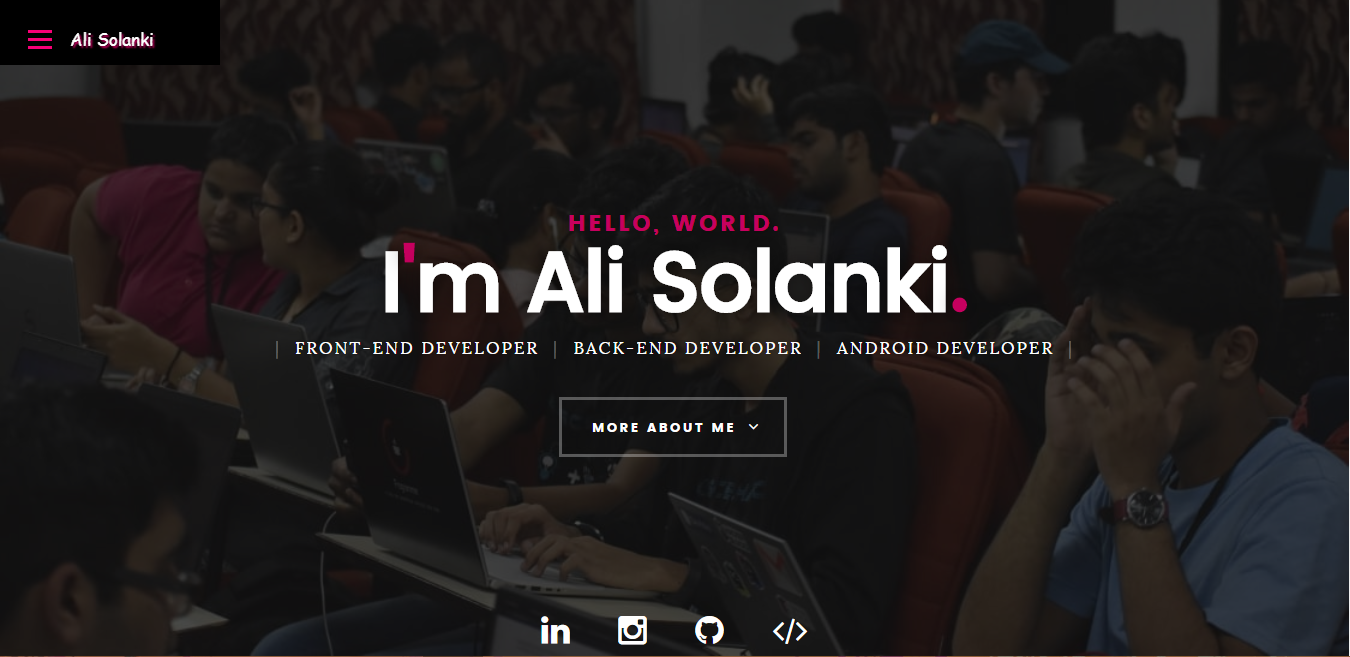 Ali Solanki
HELLO, WORLD.
I'm Ali Solanki.
| FRONT-END DEVELOPER | BACK-END DEVELOPER | ANDROID DEVELOPER |
MORE ABOUT ME
in